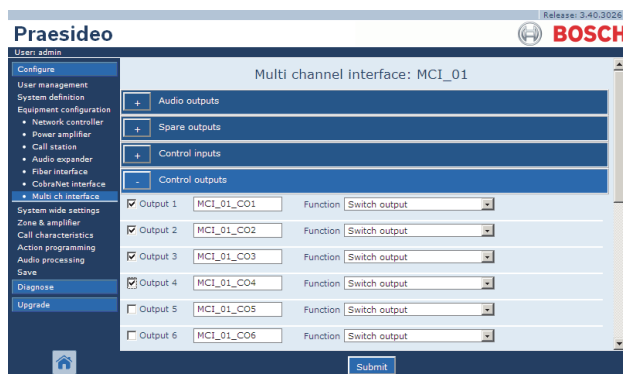 Release: 3.40.3026
Praesideo
BOSCH
User: admin
Configure
User management
System definition
Equipment configuration
• Network controller
• Power amplifier
• Call station
• Audio expander
• Fiber interface
• CobraNet interface
• Multi ch interface
System wide settings
Zone & amplifier
Call characteristics
Action programming
Audio processing
Save
Diagnose
Upgrade
Multi channel interface: MCI_01
+ Audio outputs
+ Spare outputs
+ Control inputs
- Control outputs
Output 1 MCI_01_CO1 Function Switch output
Output 2 MCI_01_CO2 Function Switch output
Output 3 MCI_01_CO3 Function Switch output
Output 4 MCI_01_CO4 Function Switch output
Output 5 MCI_01_CO5 Function Switch output
Output 6 MCI_01_CO6 Function Switch output
Submit